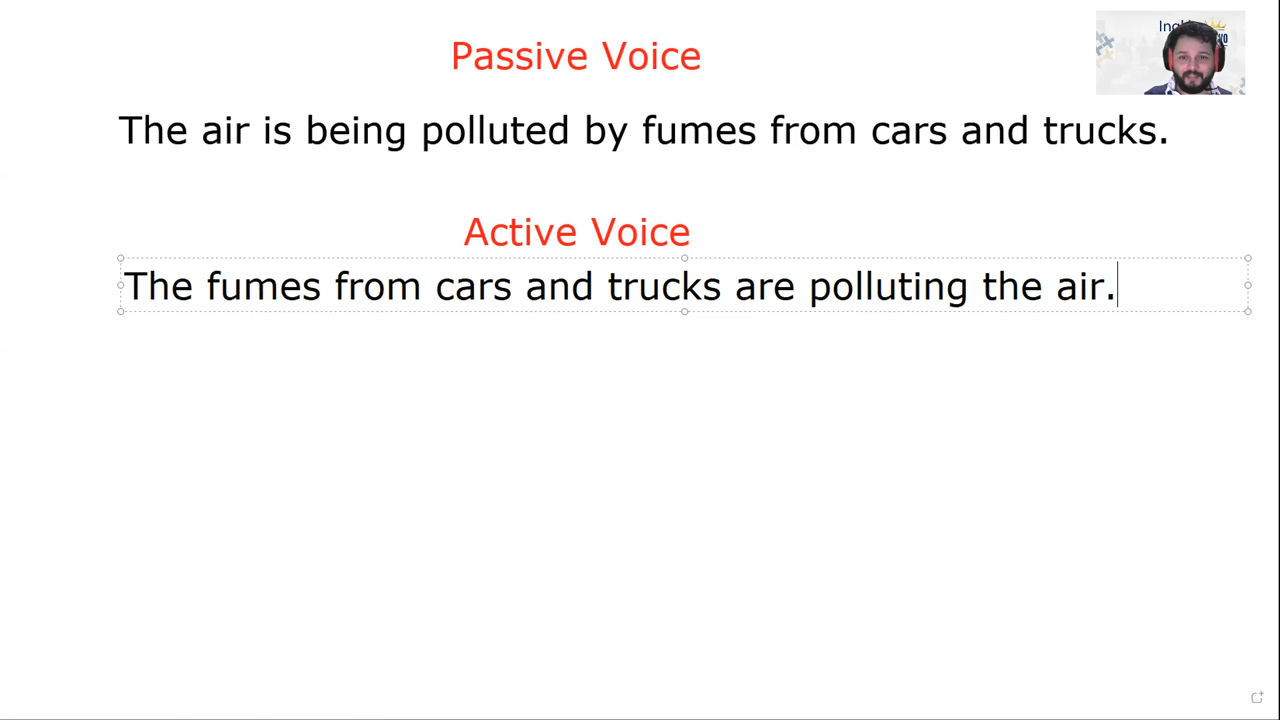 Passive Voice
The air is being polluted by fumes from cars and trucks.
Active Voice
The fumes from cars and trucks are polluting the air.